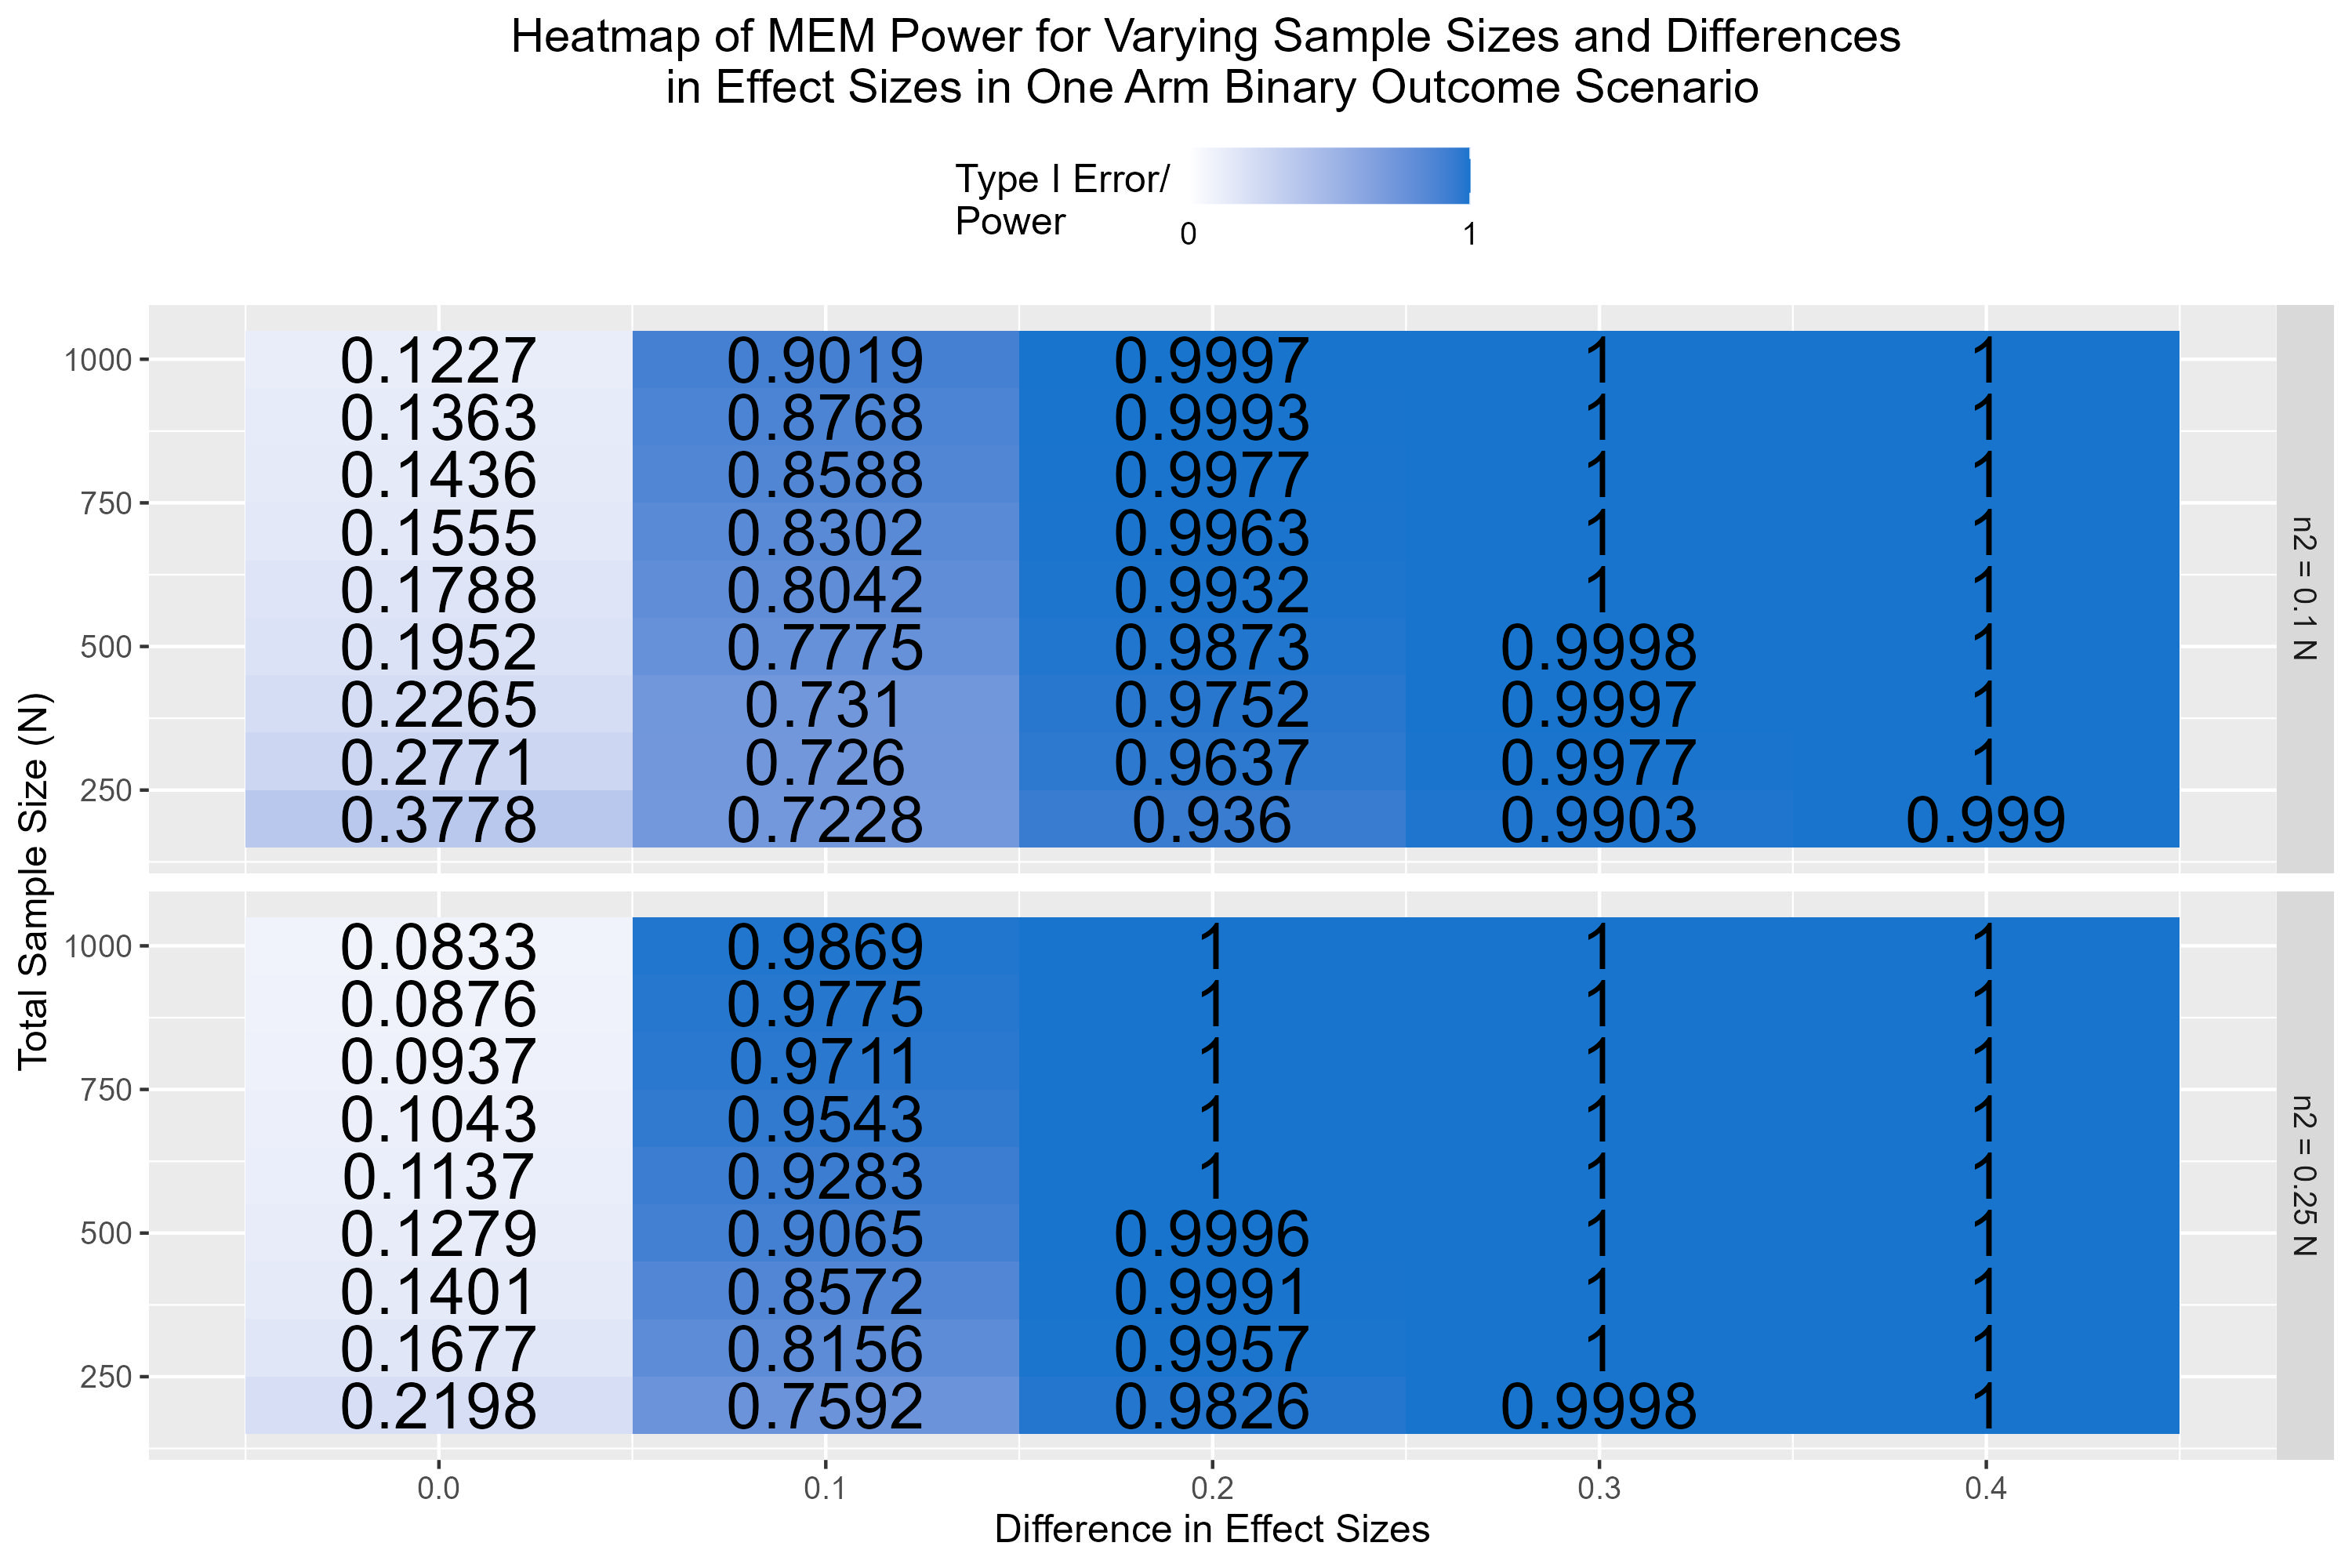 Heatmap of MEM Power for Varying Sample Sizes and Differences
in Effect Sizes in One Arm Binary Outcome Scenario
Type I Error/
Power
0 1
1000
750
500
250
0.1227 0.9019 0.9997 1 1
0.1363 0.8768 0.9993 1 1
0.1436 0.8588 0.9977 1 1
0.1555 0.8302 0.9963 1 1
0.1788 0.8042 0.9932 1 1
0.1952 0.7775 0.9873 0.9998 1
0.2265 0.731 0.9752 0.9997 1
0.2771 0.726 0.9637 0.9977 1
0.3778 0.7228 0.936 0.9903 0.999
n2 = 0.1 N
Total Sample Size (N)
1000
750
500
250
0.0833 0.9869 1 1 1
0.0876 0.9775 1 1 1
0.0937 0.9711 1 1 1
0.1043 0.9543 1 1 1
0.1137 0.9283 1 1 1
0.1279 0.9065 0.9996 1 1
0.1401 0.8572 0.9991 1 1
0.1677 0.8156 0.9957 1 1
0.2198 0.7592 0.9826 0.9998 1
n2 = 0.25 N
0.0 0.1 0.2 0.3 0.4
Difference in Effect Sizes